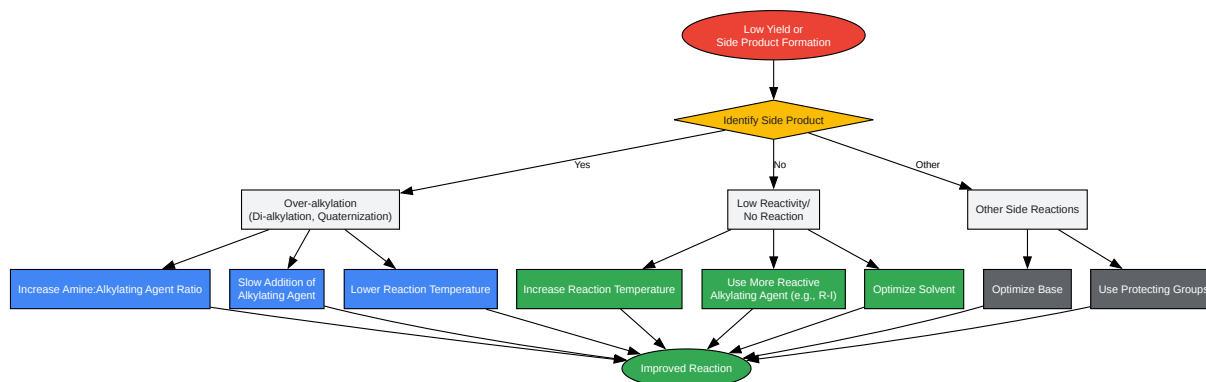 Low Yield or
Side Product Formation
Identify Side Product
Yes
No
Other
Over-alkylation
(Di-alkylation, Quaternization)
Low Reactivity/
No Reaction
Other Side Reactions
Increase Amine:Alkylating Agent Ratio
Slow Addition of
Alkylating Agent
Lower Reaction Temperature
Increase Reaction Temperature
Use More Reactive
Alkylating Agent (e.g., R-I)
Optimize Solvent
Optimize Base
Use Protecting Groups
Improved Reaction